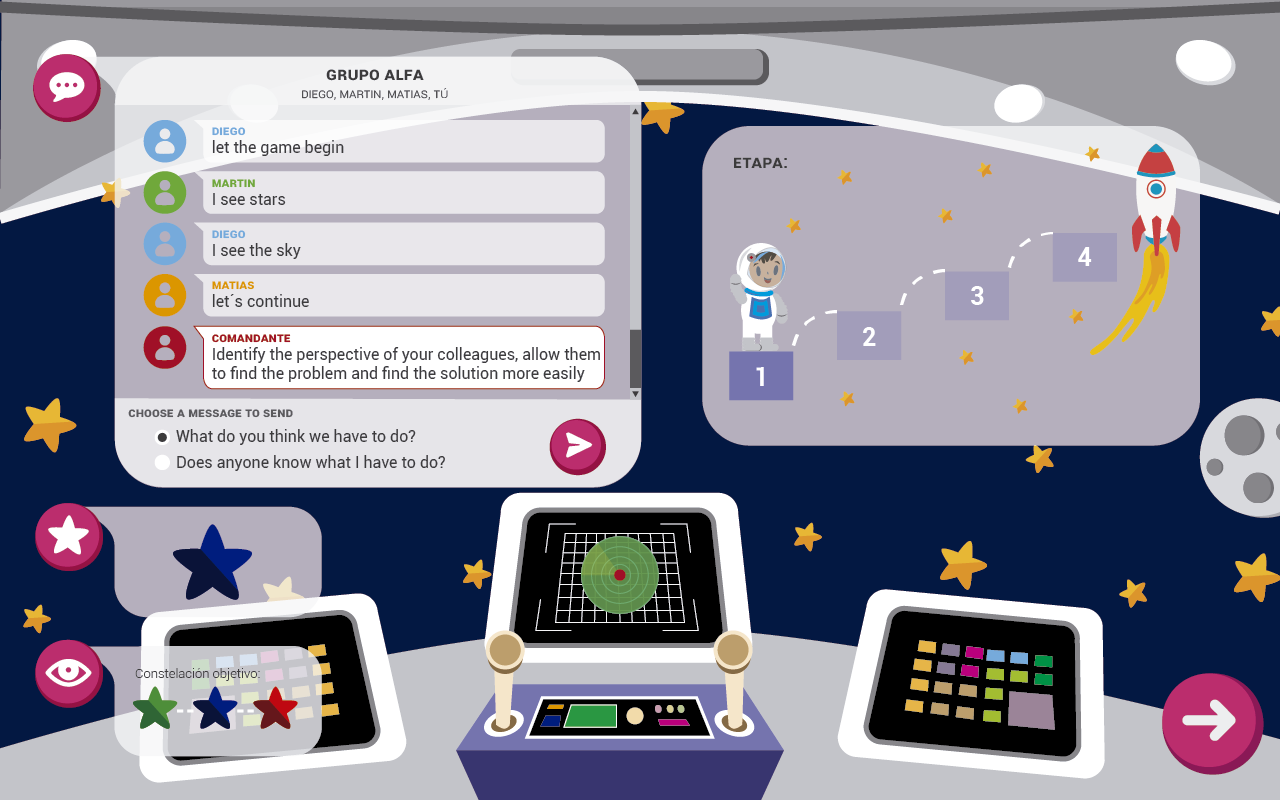 GRUPO ALFA
DIEGO, MARTIN, MATIAS, TÚ
DIEGO
let the game begin
MARTIN
I see stars
DIEGO
I see the sky
MATIAS
let´s continue
COMANDANTE
Identify the perspective of your colleagues, allow them
to find the problem and find the solution more easily
CHOOSE A MESSAGE TO SEND
What do you think we have to do?
Does anyone know what I have to do?
ETAPA:
1
2
3
4
Constelación objetivo: